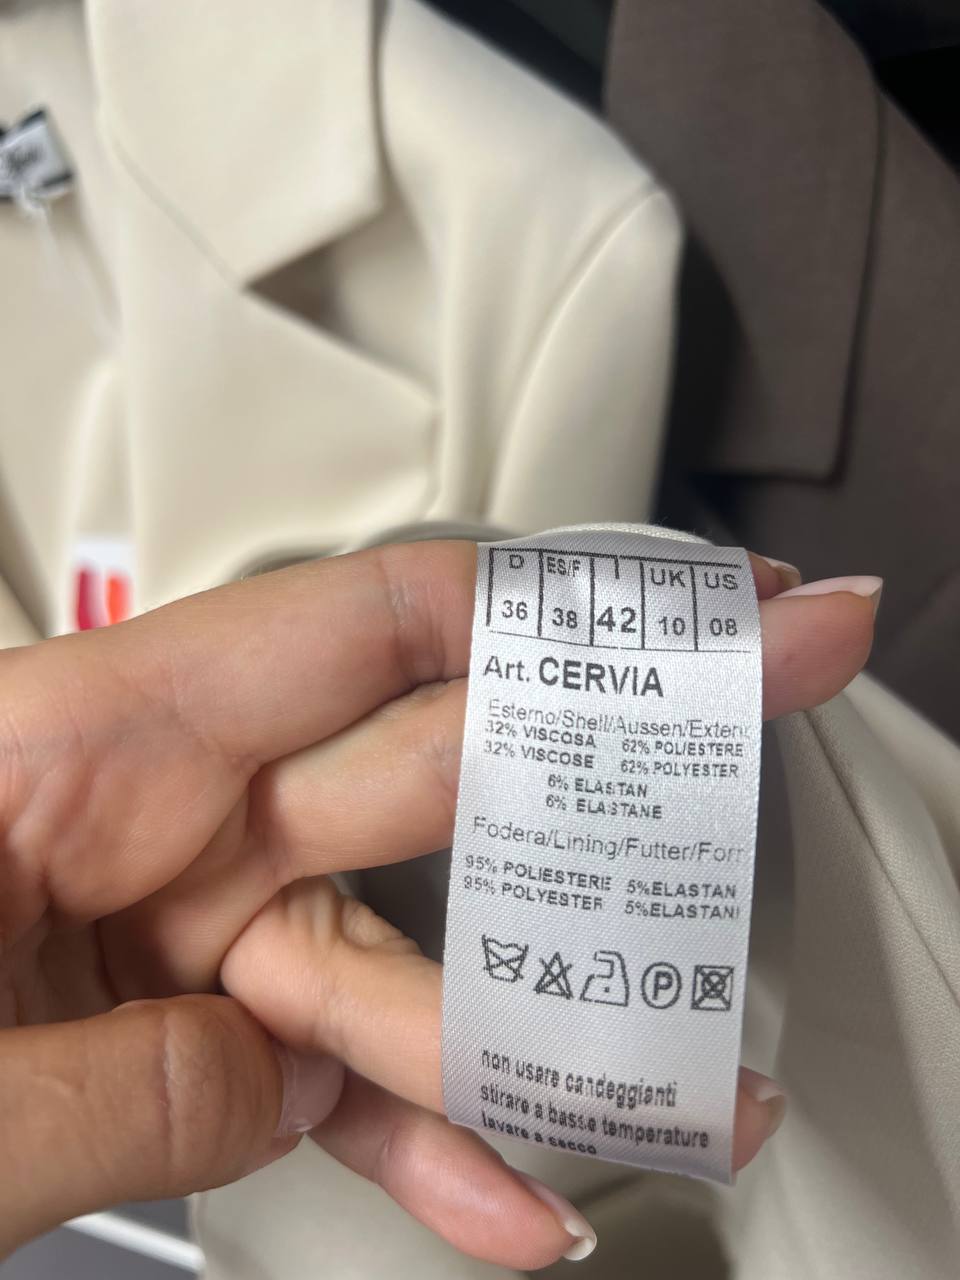 D ES/F I UK US
36 38 42 10 08
Art. CERVIA
Esterno/Shell/Aussen/Extern
32% VISCOSA 62% POLIESTERE
32% VISCOSE 62% POLYESTER
6% ELASTAN
6% ELASTANE
Fodera/Lining/Futter/Forr
95% POLIESTERE 5%ELASTAN
95% POLYESTER 5%ELASTAN
P
non usare candeggianti
stirare a basse temperature
lavare a secco